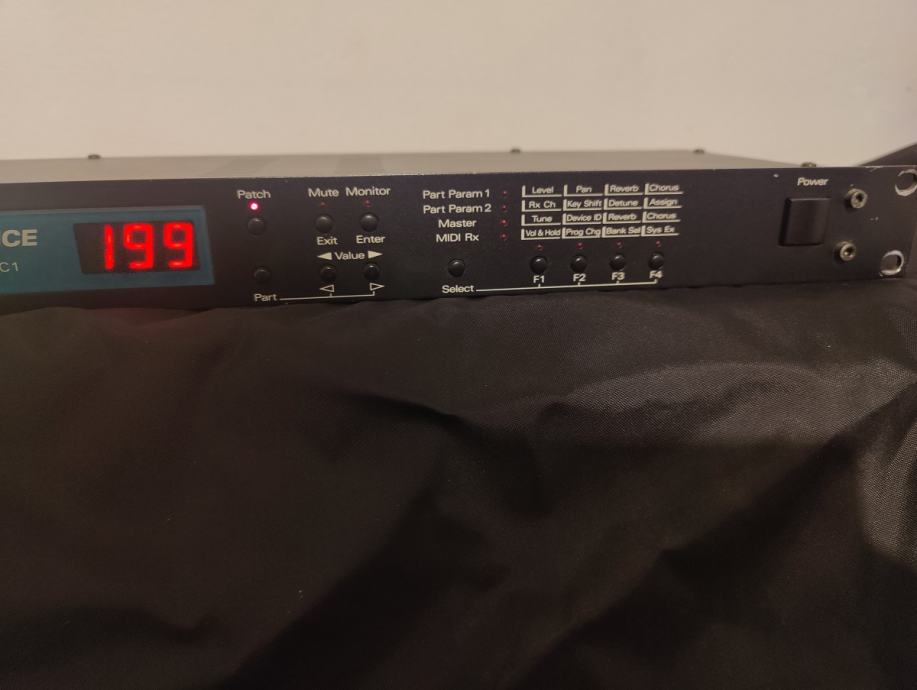 CE
C1
199
Patch
Mute Monitor
Exit Enter
Value
Part
Part Param 1
Part Param 2
Master
MIDI Rx
Select
Level Pan Reverb Chorus
Rx Ch Key Shift Detune Assign
Tune Device ID Reverb Chorus
Vol & Hold Prog Chg Bank Sel Sys Ex
F1 F2 F3 F4
Power